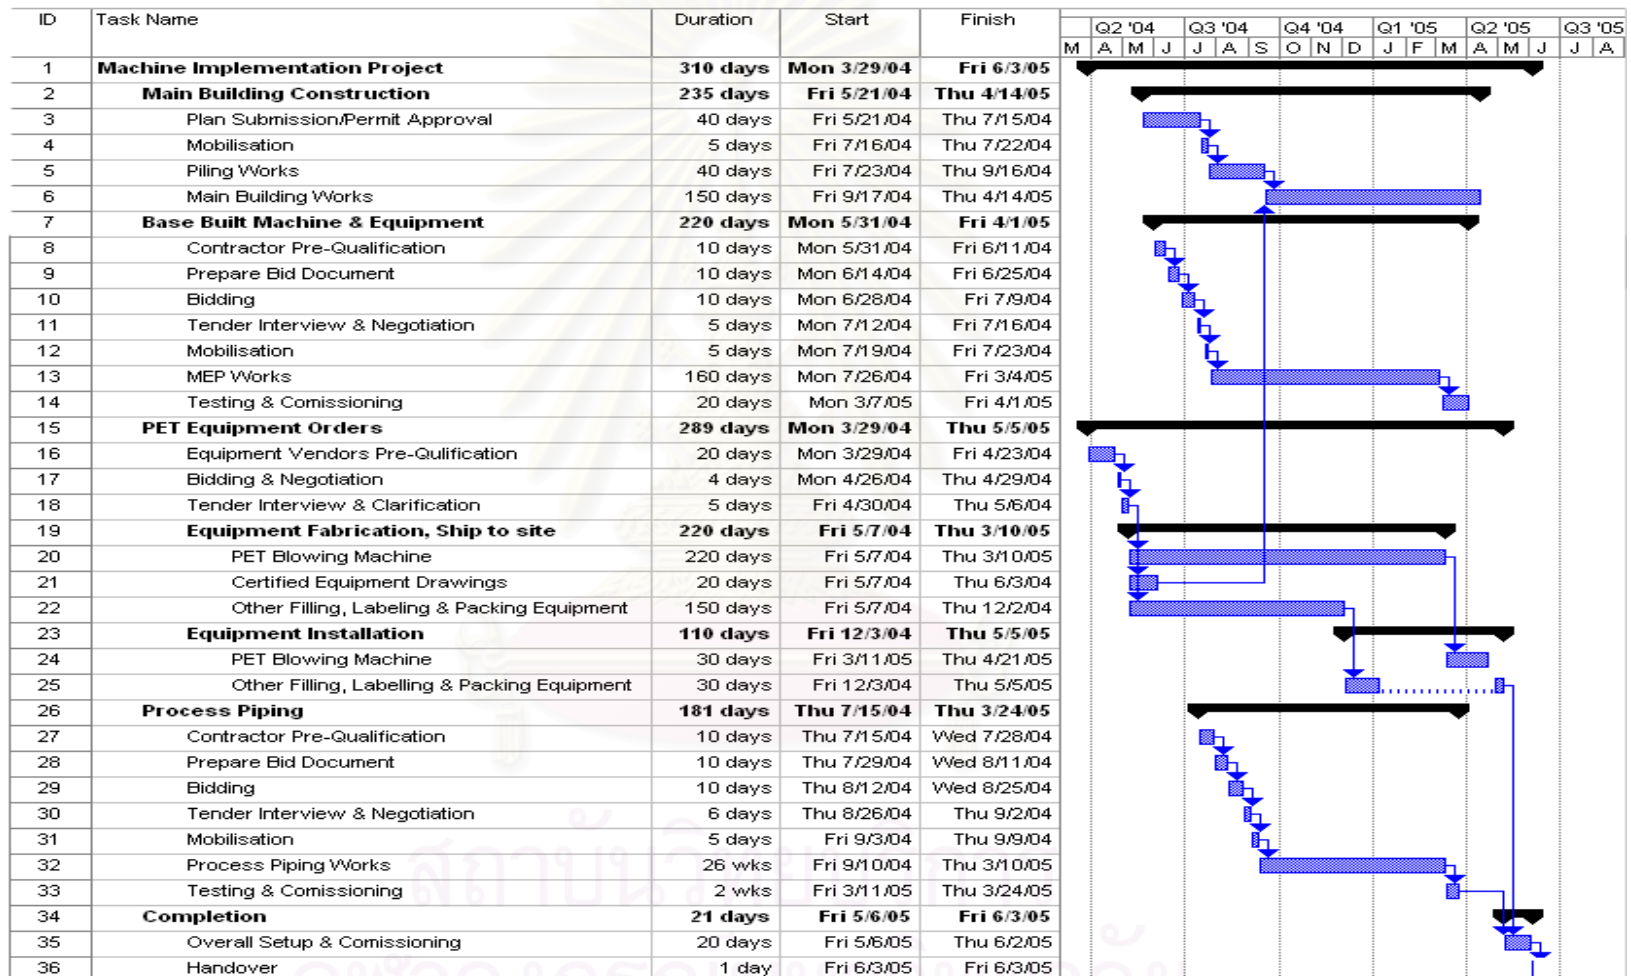 ID Task Name Duration Start Finish Q2 '04 Q3 '04 Q4 '04 Q1 '05 Q2 '05 Q3 '05
M A M J J A S O N D J F M A M J J A
1 Machine Implementation Project 310 days Mon 3/29/04 Fri 6/3/05
2 Main Building Construction 235 days Fri 5/21/04 Thu 4/14/05
3 Plan Submission/Permit Approval 40 days Fri 5/21/04 Thu 7/15/04
4 Mobilisation 5 days Fri 7/16/04 Thu 7/22/04
5 Piling Works 40 days Fri 7/23/04 Thu 9/16/04
6 Main Building Works 150 days Fri 9/17/04 Thu 4/14/05
7 Base Built Machine & Equipment 220 days Mon 5/31/04 Fri 4/1/05
8 Contractor Pre-Qualification 10 days Mon 5/31/04 Fri 6/11/04
9 Prepare Bid Document 10 days Mon 6/14/04 Fri 6/25/04
10 Bidding 10 days Mon 6/28/04 Fri 7/9/04
11 Tender Interview & Negotiation 5 days Mon 7/12/04 Fri 7/16/04
12 Mobilisation 5 days Mon 7/19/04 Fri 7/23/04
13 MEP Works 160 days Mon 7/26/04 Fri 3/4/05
14 Testing & Comissioning 20 days Mon 3/7/05 Fri 4/1/05
15 PET Equipment Orders 289 days Mon 3/29/04 Thu 5/5/05
16 Equipment Vendors Pre-Qulification 20 days Mon 3/29/04 Fri 4/23/04
17 Bidding & Negotiation 4 days Mon 4/26/04 Thu 4/29/04
18 Tender Interview & Clarification 5 days Fri 4/30/04 Thu 5/6/04
19 Equipment Fabrication, Ship to site 220 days Fri 5/7/04 Thu 3/10/05
20 PET Blowing Machine 220 days Fri 5/7/04 Thu 3/10/05
21 Certified Equipment Drawings 20 days Fri 5/7/04 Thu 6/3/04
22 Other Filling, Labeling & Packing Equipment 150 days Fri 5/7/04 Thu 12/2/04
23 Equipment Installation 110 days Fri 12/3/04 Thu 5/5/05
24 PET Blowing Machine 30 days Fri 3/11/05 Thu 4/21/05
25 Other Filling, Labelling & Packing Equipment 30 days Fri 12/3/04 Thu 5/5/05
26 Process Piping 181 days Thu 7/15/04 Thu 3/24/05
27 Contractor Pre-Qualification 10 days Thu 7/15/04 Wed 7/28/04
28 Prepare Bid Document 10 days Thu 7/29/04 Wed 8/11/04
29 Bidding 10 days Thu 8/12/04 Wed 8/25/04
30 Tender Interview & Negotiation 6 days Thu 8/26/04 Thu 9/2/04
31 Mobilisation 5 days Fri 9/3/04 Thu 9/9/04
32 Process Piping Works 26 wks Fri 9/10/04 Thu 3/10/05
33 Testing & Comissioning 2 wks Fri 3/11/05 Thu 3/24/05
34 Completion 21 days Fri 5/6/05 Fri 6/3/05
35 Overall Setup & Comissioning 20 days Fri 5/6/05 Thu 6/2/05
36 Handover 1 day Fri 6/3/05 Fri 6/3/05